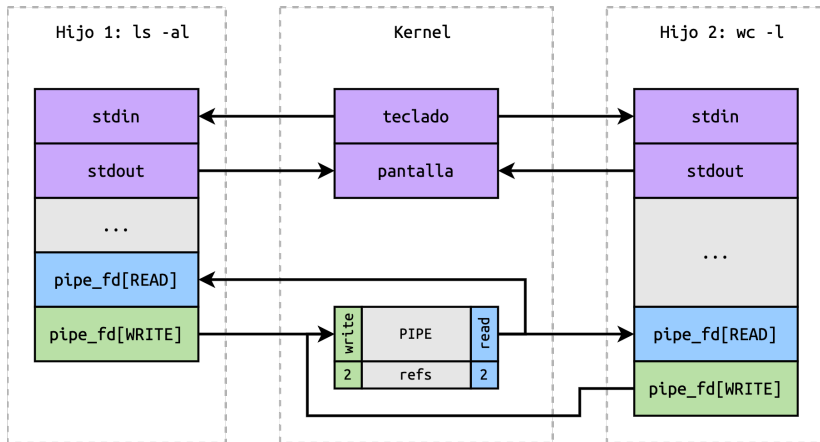 Hijo 1: ls -al
Kernel
Hijo 2: wc -l
stdin
teclado
stdin
stdout
pantalla
stdout
...
...
pipe_fd[READ]
pipe_fd[WRITE]
write
PIPE
read
pipe_fd[READ]
2
refs
2
pipe_fd[WRITE]